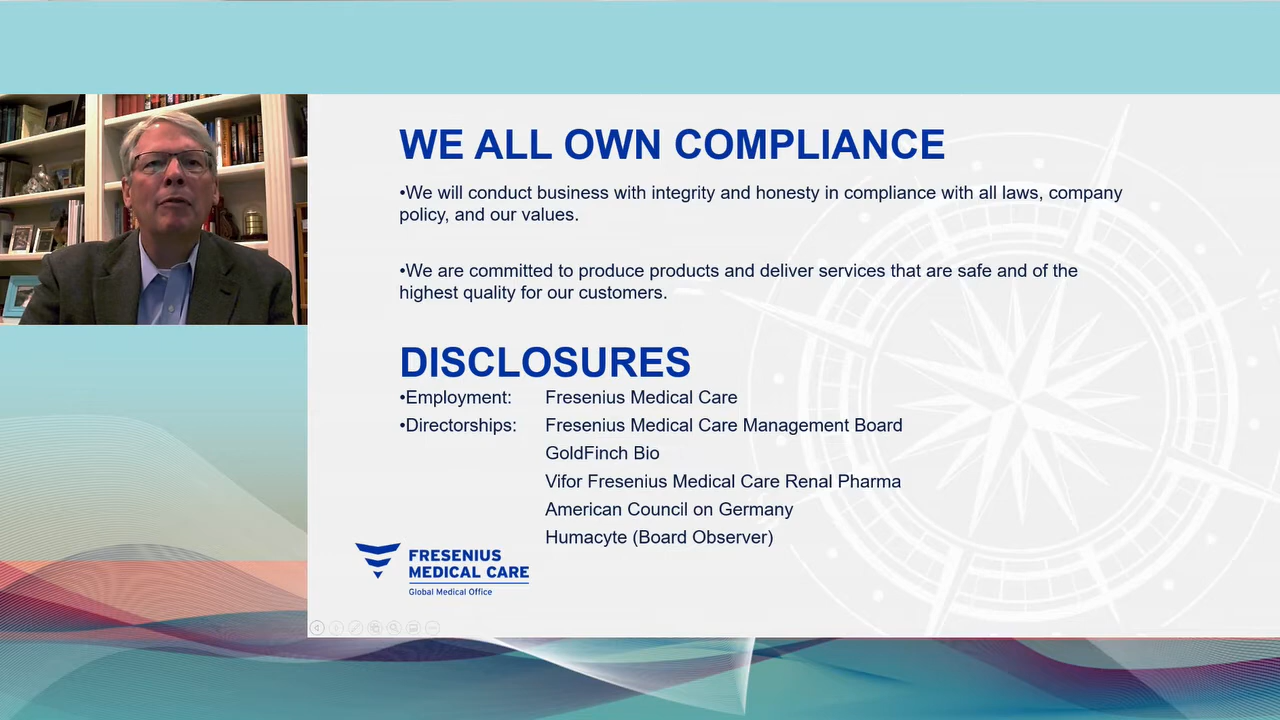 WE ALL OWN COMPLIANCE
•We will conduct business with integrity and honesty in compliance with all laws, company
policy, and our values.
•We are committed to produce products and deliver services that are safe and of the
highest quality for our customers.
DISCLOSURES
•Employment: Fresenius Medical Care
•Directorships: Fresenius Medical Care Management Board
GoldFinch Bio
Vifor Fresenius Medical Care Renal Pharma
American Council on Germany
Humacyte (Board Observer)
FRESENIUS
MEDICAL CARE
Global Medical Office